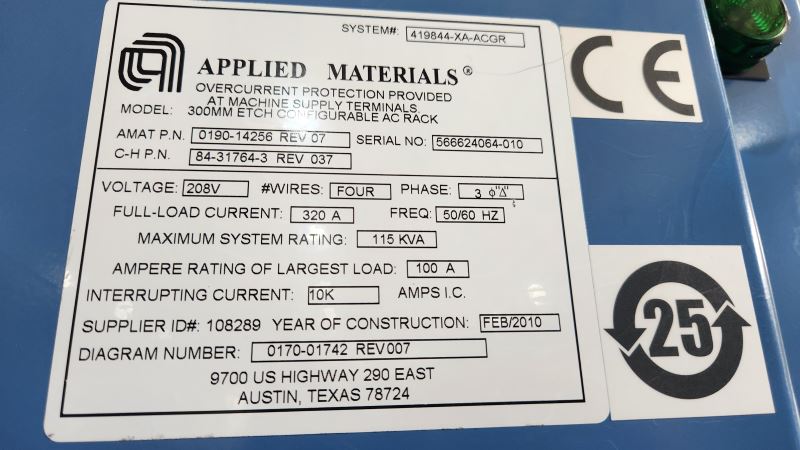 SYSTEM#: 419844-XA-ACGR
APPLIED MATERIALS®
OVERCURRENT PROTECTION PROVIDED
AT MACHINE SUPPLY TERMINALS.
MODEL: 300MM ETCH CONFIGURABLE AC RACK
AMAT P.N. 0190-14256 REV 07 SERIAL NO: 566624064-010
C-H P.N. 84-31764-3 REV 037
VOLTAGE: 208V #WIRES: FOUR PHASE: 3 φ"Δ"
FULL-LOAD CURRENT: 320 A FREQ: 50/60 HZ
MAXIMUM SYSTEM RATING: 115 KVA
AMPERE RATING OF LARGEST LOAD: 100 A
INTERRUPTING CURRENT: 10K AMPS I.C.
SUPPLIER ID#: 108289 YEAR OF CONSTRUCTION: FEB/2010
DIAGRAM NUMBER: 0170-01742 REV007
9700 US HIGHWAY 290 EAST
AUSTIN, TEXAS 78724
CE
25